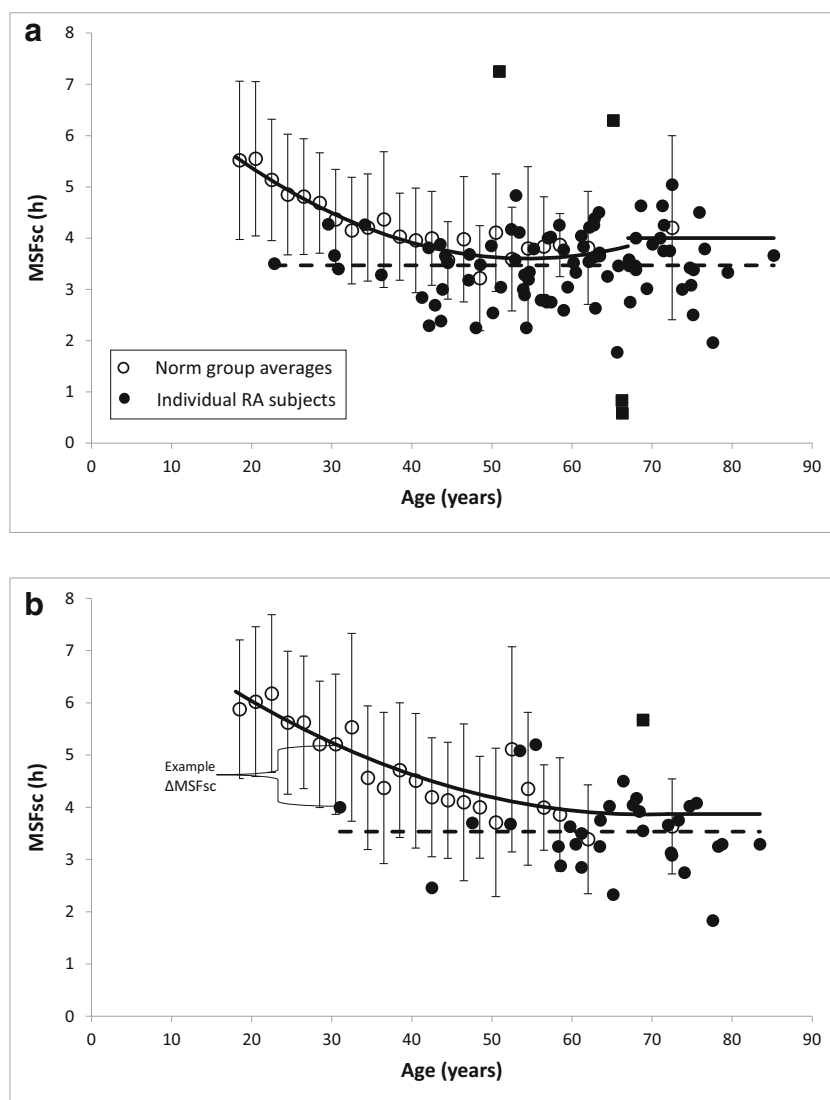 a
8
7
6
5
4
3
2
1
0
MSFsc (h)
Norm group averages
Individual RA subjects
0 10 20 30 40 50 60 70 80 90
Age (years)
b
8
7
6
5
4
3
2
1
0
MSFsc (h)
Example
ΔMSFsc
0 10 20 30 40 50 60 70 80 90
Age (years)